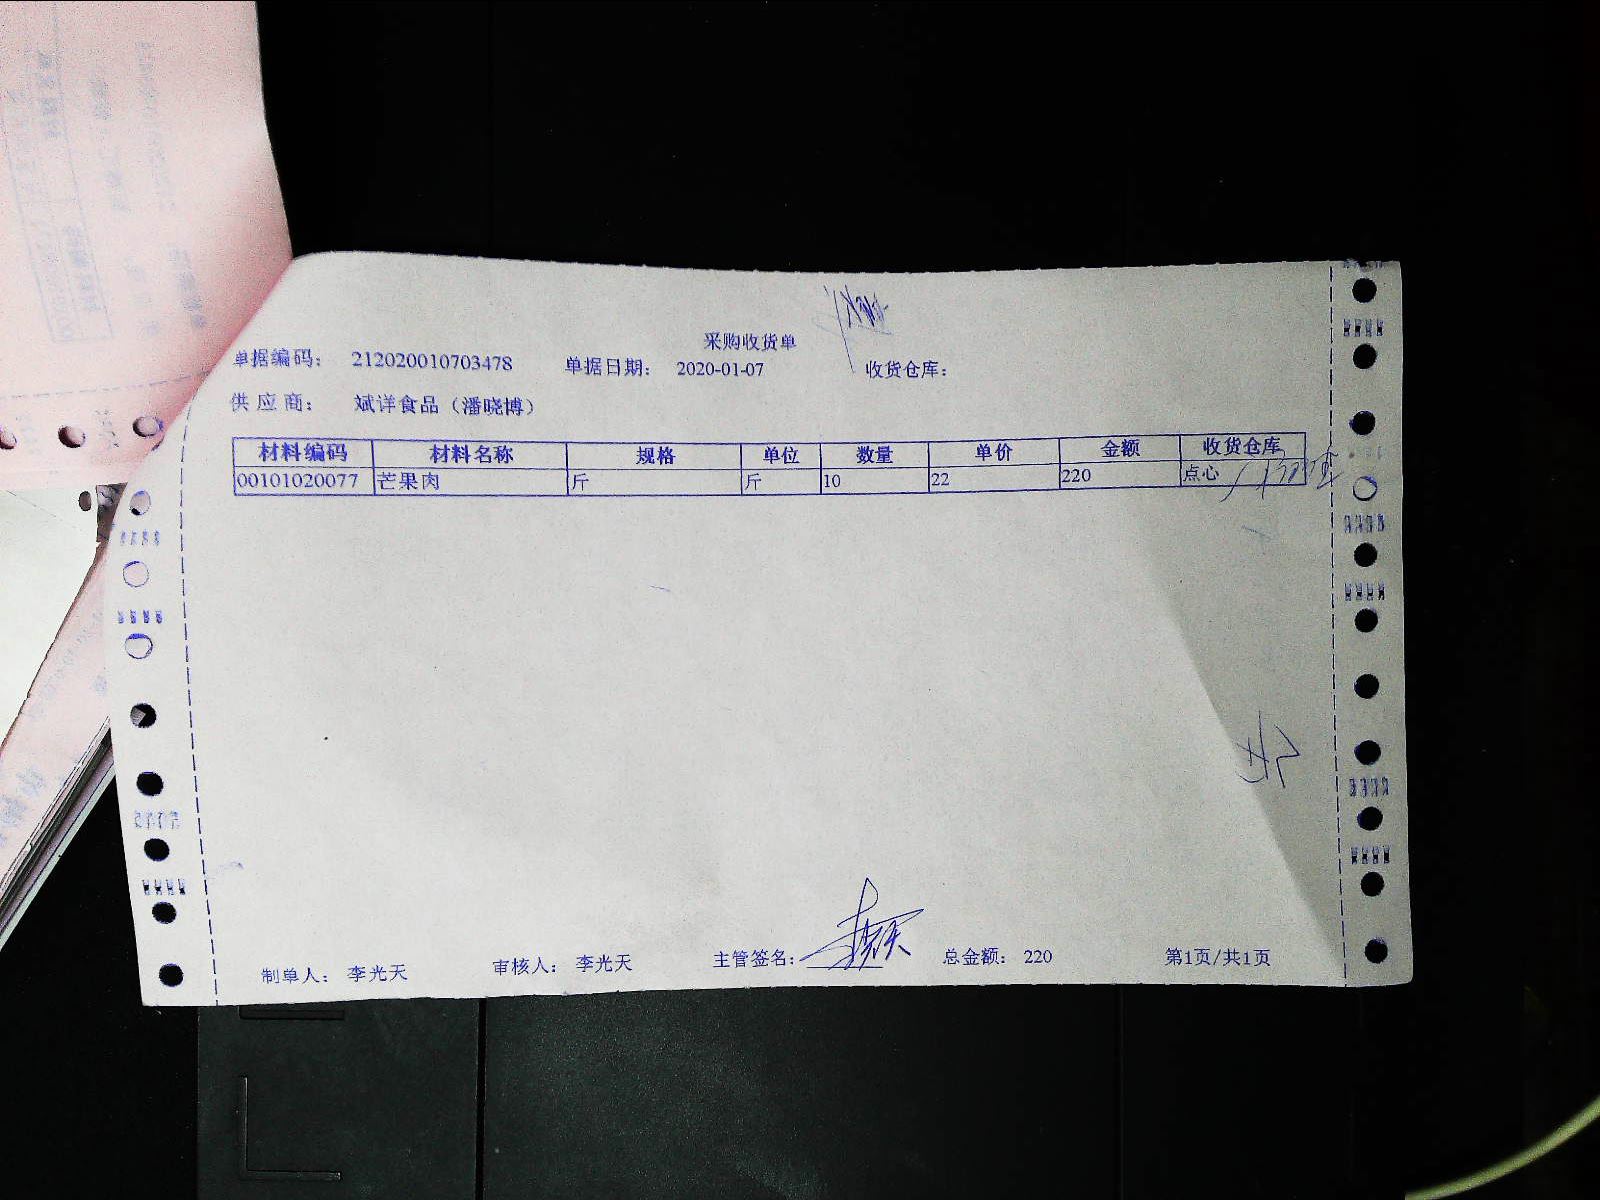 采购收货单
单据编码： 212020010703478 单据日期： 2020-01-07 收货仓库：
供应商： 斌详食品（潘晓博）
材料编码 材料名称 规格 单位 数量 单价 金额 收货仓库
00101020077 芒果肉 斤 斤 10 22 220 点心
制单人： 李光天 审核人： 李光天 主管签名： 总金额： 220 第1页/共1页